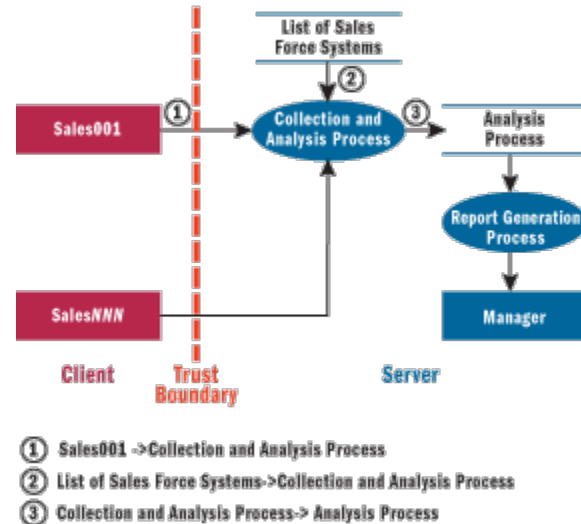 List of Sales
Force Systems
Sales001
1
2
Collection and
Analysis Process
3
Analysis
Process
Report Generation
Process
SalesNNN
Manager
Client
Trust
Boundary
Server
1 Sales001 ->Collection and Analysis Process
2 List of Sales Force Systems->Collection and Analysis Process
3 Collection and Analysis Process-> Analysis Process